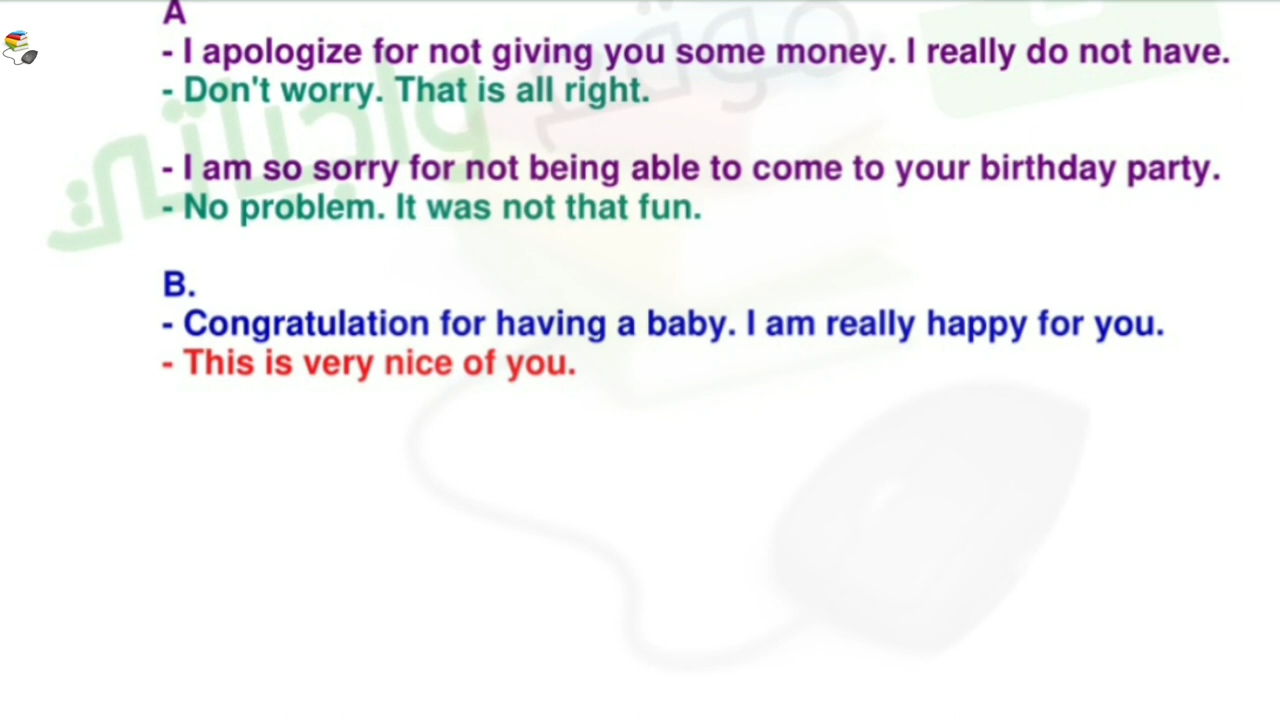 A
- I apologize for not giving you some money. I really do not have.
- Don't worry. That is all right.
- I am so sorry for not being able to come to your birthday party.
- No problem. It was not that fun.
B.
- Congratulation for having a baby. I am really happy for you.
- This is very nice of you.
موقع
واجباتي